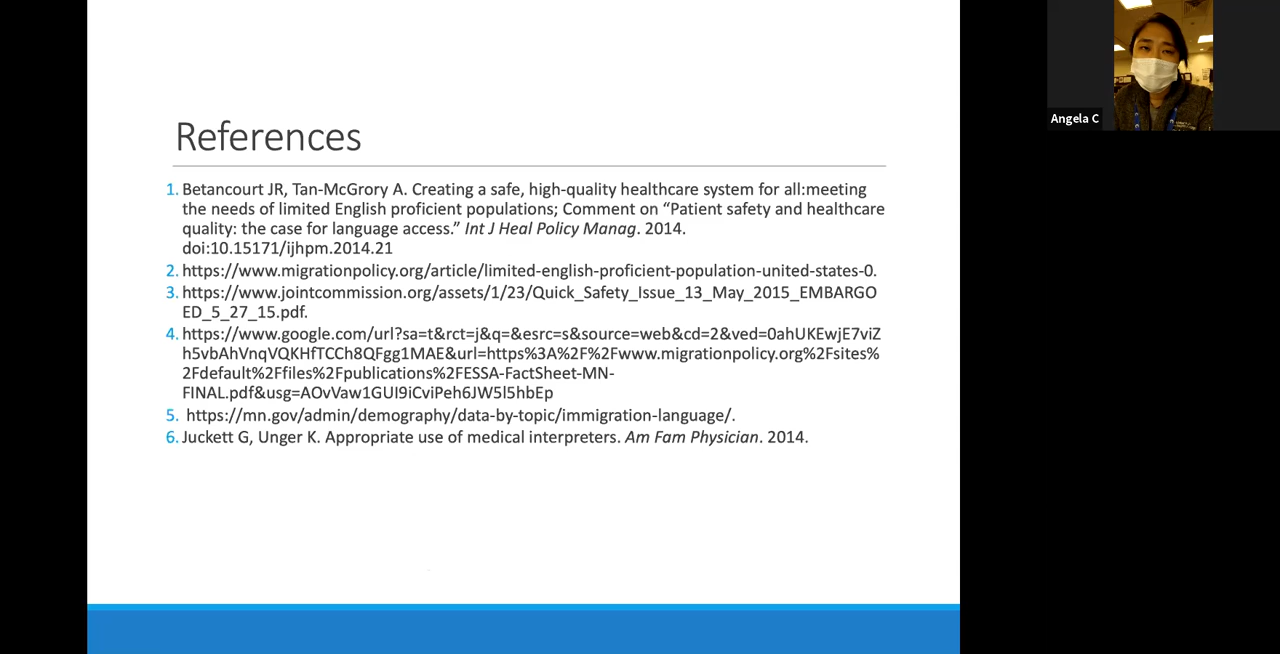 References
1. Betancourt JR, Tan-McGrory A. Creating a safe, high-quality healthcare system for all:meeting
the needs of limited English proficient populations; Comment on “Patient safety and healthcare
quality: the case for language access.” Int J Heal Policy Manag. 2014.
doi:10.15171/ijhpm.2014.21
2. https://www.migrationpolicy.org/article/limited-english-proficient-population-united-states-0.
3. https://www.jointcommission.org/assets/1/23/Quick_Safety_Issue_13_May_2015_EMBARGO
ED_5_27_15.pdf.
4. https://www.google.com/url?sa=t&rct=j&q=&esrc=s&source=web&cd=2&ved=0ahUKEwjE7viZ
h5vbAhVnqVQKHfTCCh8QFgg1MAE&url=https%3A%2F%2Fwww.migrationpolicy.org%2Fsites%
2Fdefault%2Ffiles%2Fpublications%2FESSA-FactSheet-MN-
FINAL.pdf&usg=AOvVaw1GUI9iCviPeh6JW5l5hbEp
5. https://mn.gov/admin/demography/data-by-topic/immigration-language/.
6. Juckett G, Unger K. Appropriate use of medical interpreters. Am Fam Physician. 2014.
Angela C